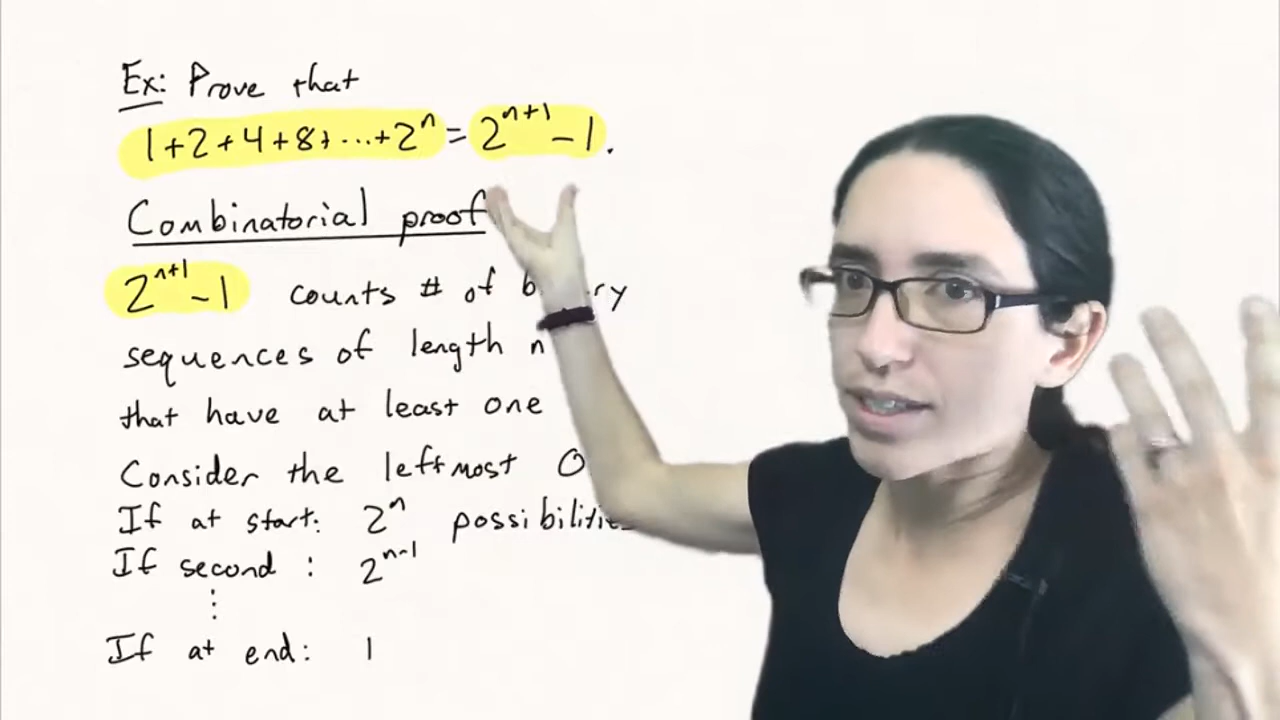 Ex: Prove that
1+2+4+8+...+2^n = 2^{n+1} - 1.
Combinatorial proof
2^{n+1} - 1 counts # of
sequences of length n
that have at least one
Consider the leftmost 0
If at start: 2^n
If second : 2^{n-1}
⋮
If at end: 1